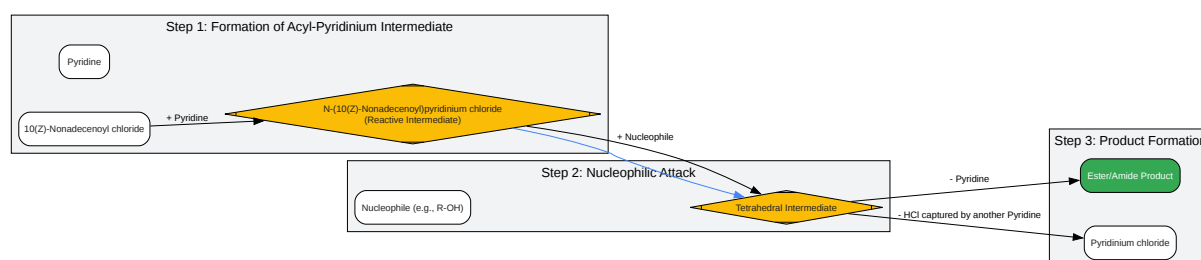 Step 1: Formation of Acyl-Pyridinium Intermediate
Pyridine
10(Z)-Nonadecenoyl chloride
+ Pyridine
N-(10(Z)-Nonadecenoyl)pyridinium chloride
(Reactive Intermediate)
+ Nucleophile
Step 2: Nucleophilic Attack
Nucleophile (e.g., R-OH)
Tetrahedral Intermediate
- Pyridine
- HCl captured by another Pyridine
Step 3: Product Formation
Ester/Amide Product
Pyridinium chloride